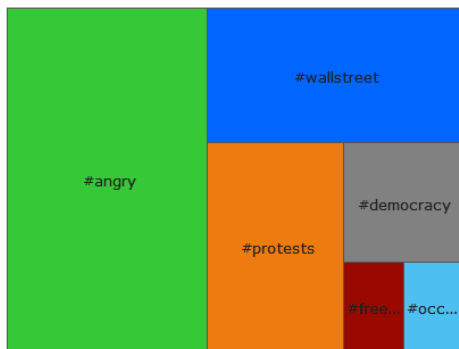 #wallstreet
#angry
#democracy
#protests
#free...
#occ...